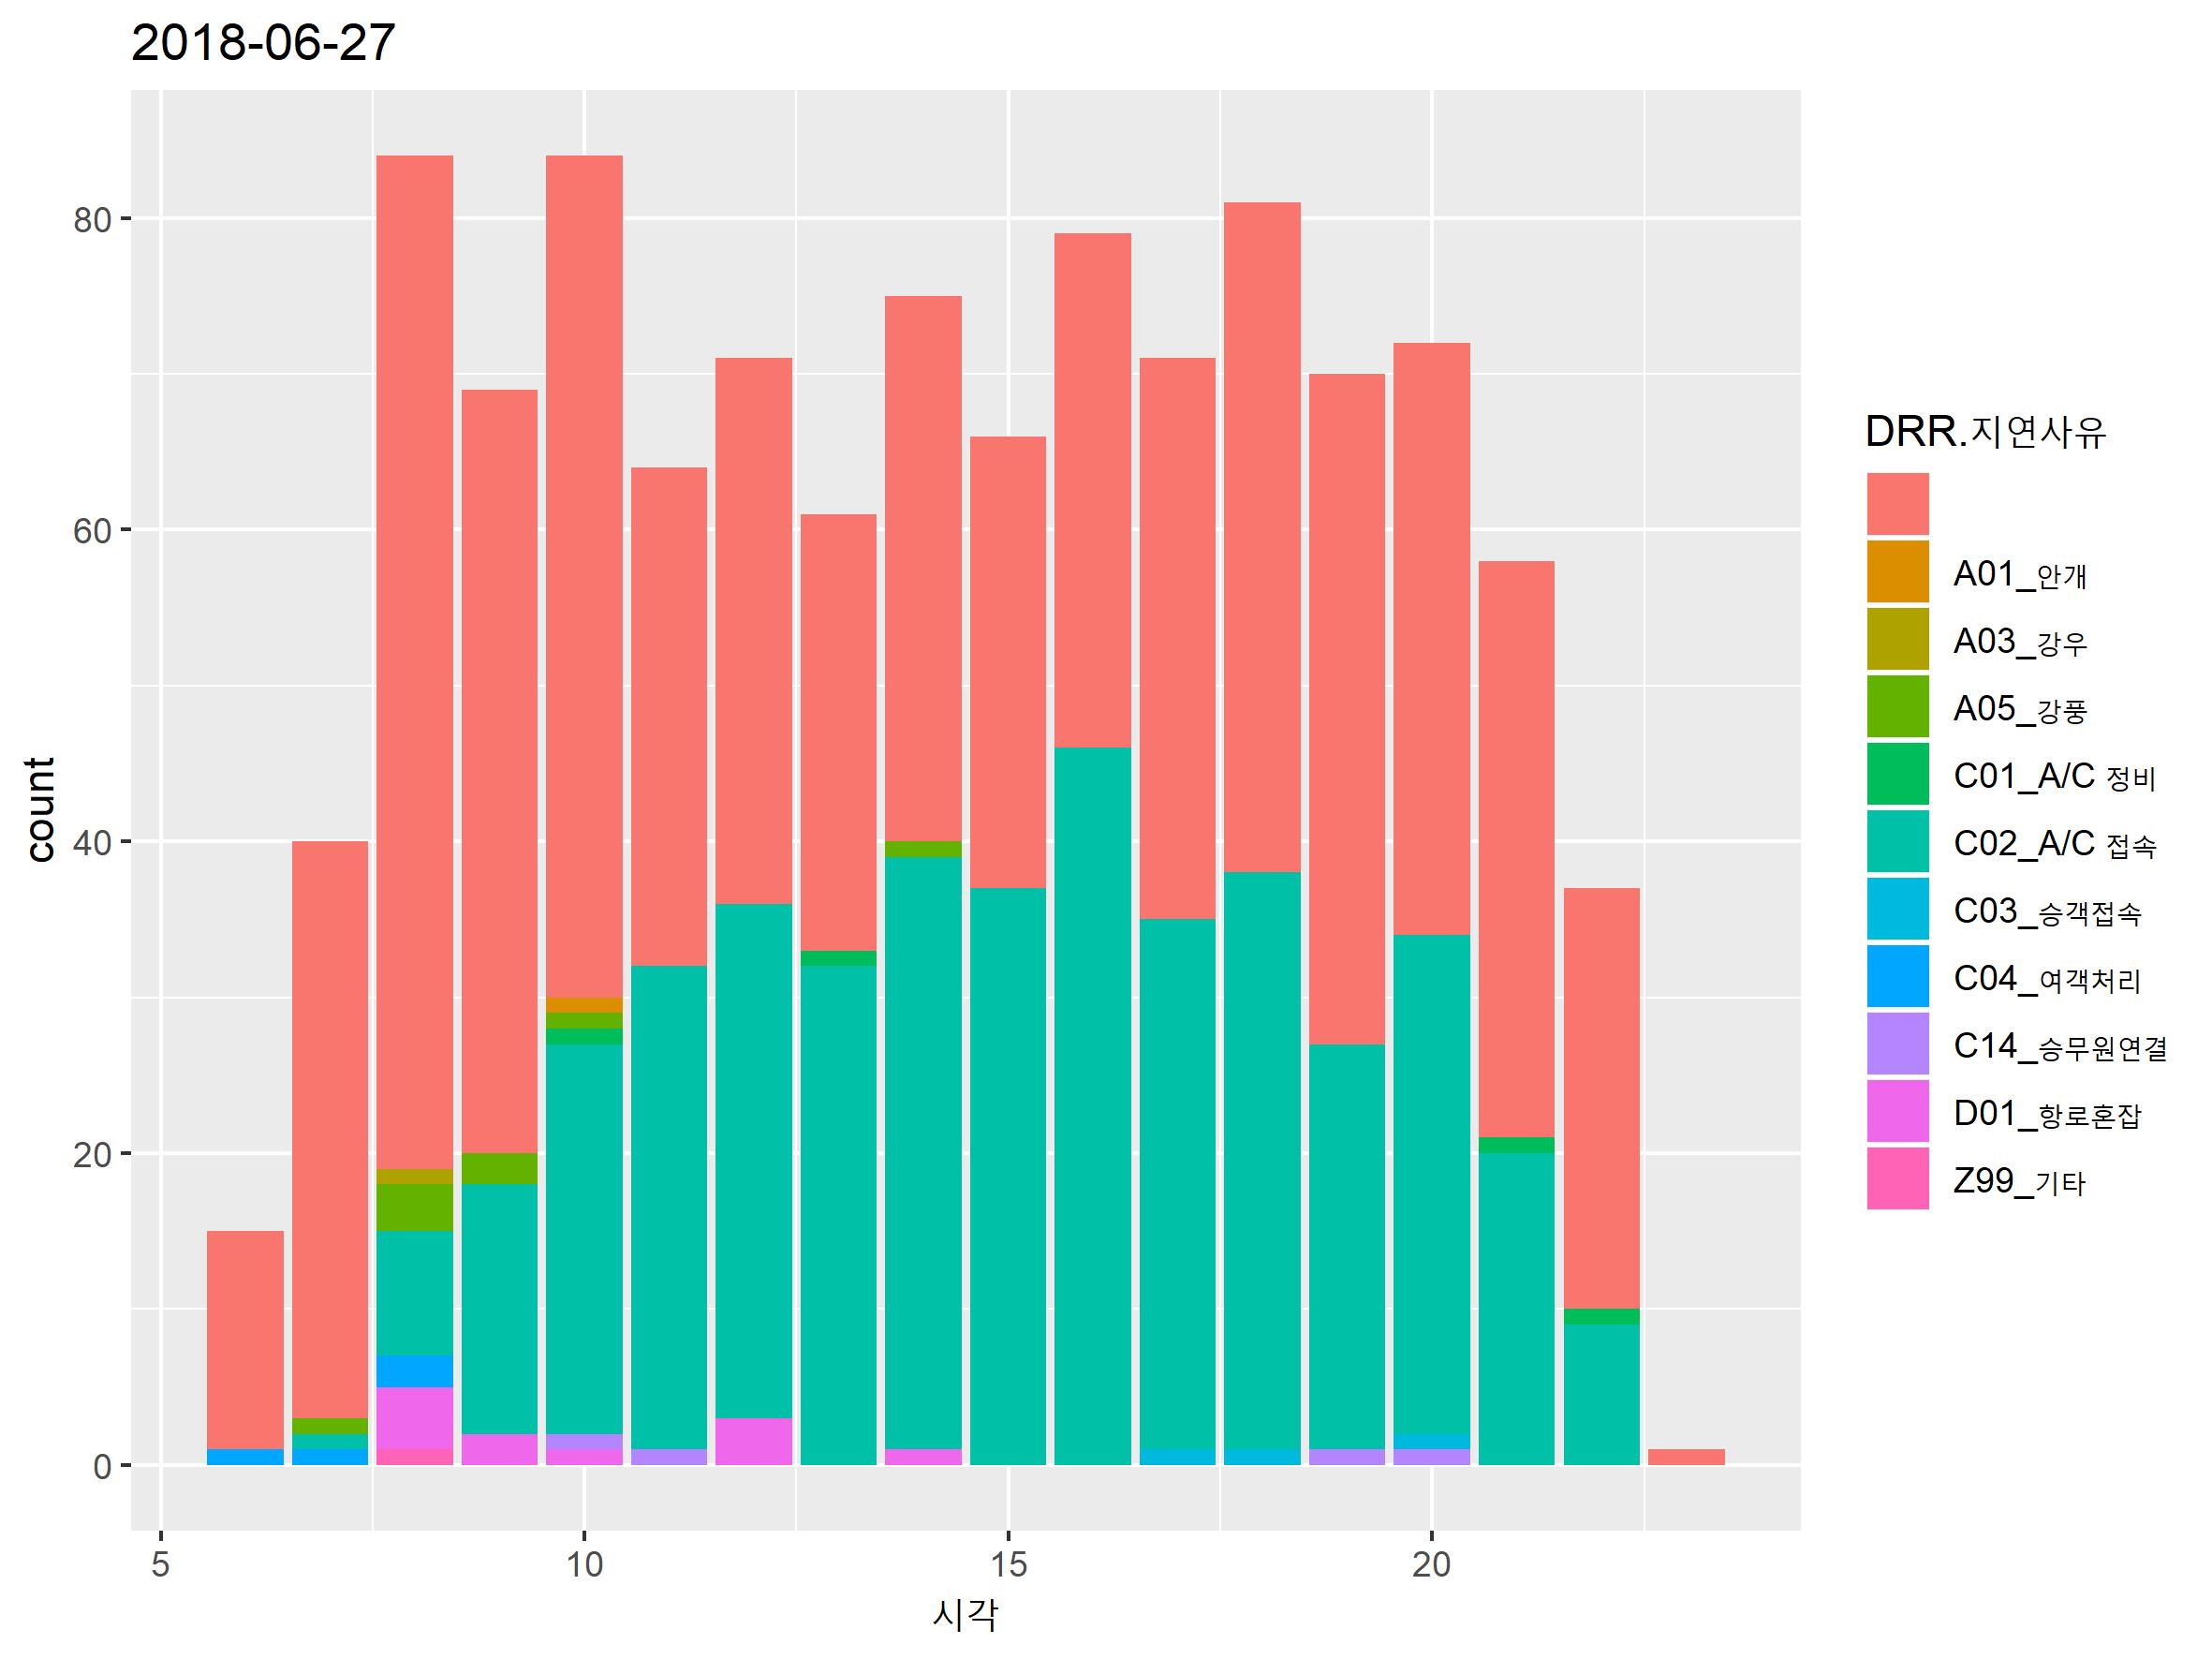 2018-06-27
count
80
60
40
20
0
5 10 15 20
시각
DRR.지연사유
A01_안개
A03_강우
A05_강풍
C01_A/C 정비
C02_A/C 접속
C03_승객접속
C04_여객처리
C14_승무원연결
D01_항로혼잡
Z99_기타